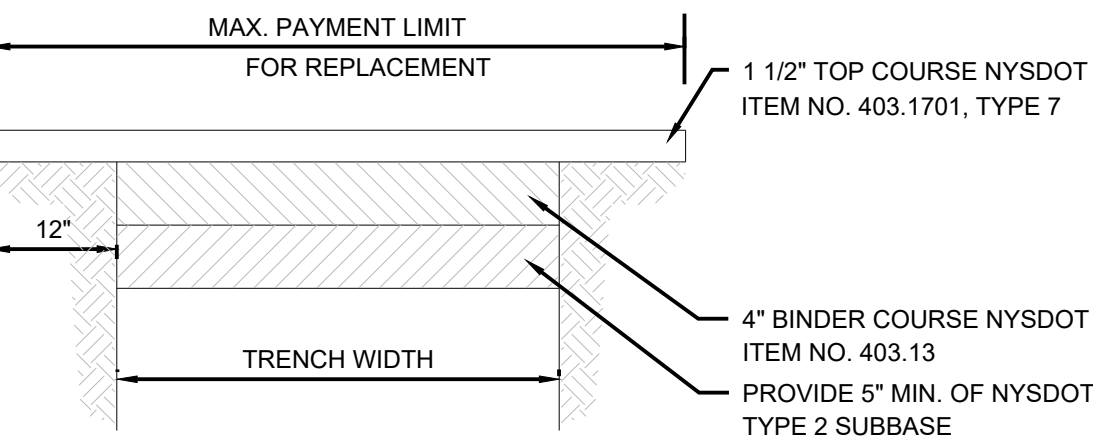 MAX. PAYMENT LIMIT
FOR REPLACEMENT
1 1/2" TOP COURSE NYSDOT
ITEM NO. 403.1701, TYPE 7
12"
4" BINDER COURSE NYSDOT
ITEM NO. 403.13
TRENCH WIDTH
PROVIDE 5" MIN. OF NYSDOT
TYPE 2 SUBBASE